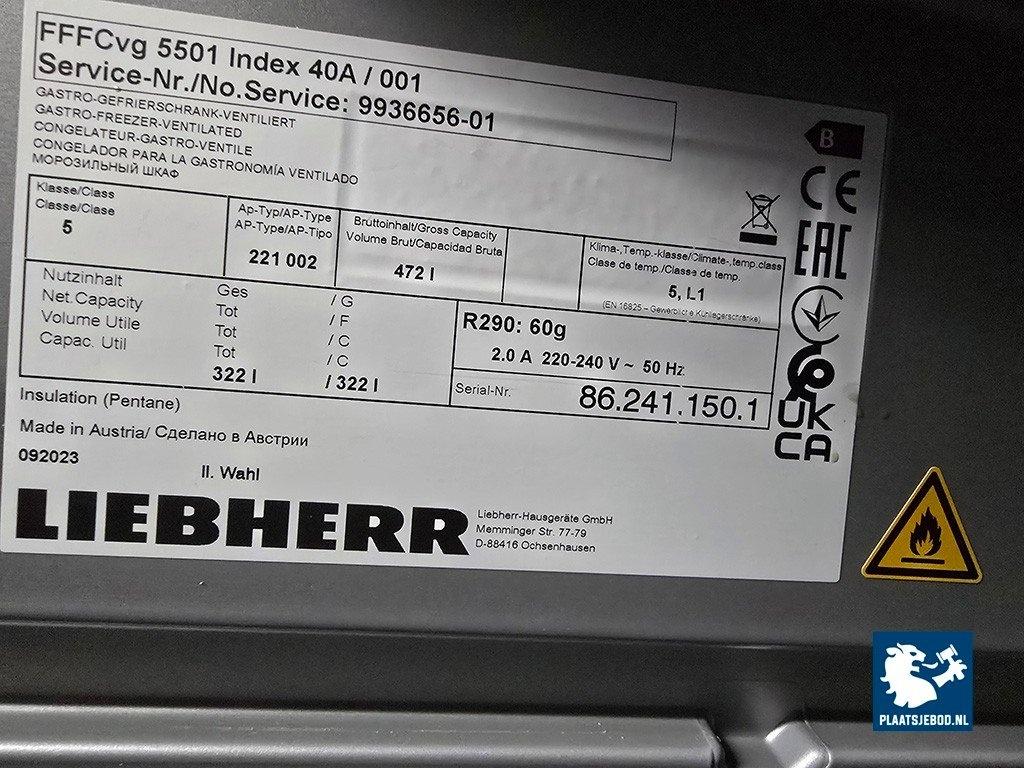 FFFCvg 5501 Index 40A / 001
Service-Nr./No.Service: 9936656-01
GASTRO-GEFRIERSCHRANK-VENTILIERT
GASTRO-FREEZER-VENTILATED
CONGELATEUR-GASTRO-VENTILE
CONGELADOR PARA LA GASTRONOMÍA VENTILADO
МОРОЗИЛЬНЫЙ ШКАФ
B
CE
EAC
UK
CA
Klasse/Class
Classe/Clase
5
Ap-Typ/AP-Type
AP-Type/AP-Tipo
221 002
Bruttoinhalt/Gross Capacity
Volume Brut/Capacidad Bruta
472 l
Klima-,Temp.-klasse/Climate-,temp.class
Clase de temp./Classe de temp.
5, L1
(EN 16825 – Gewerbliche Kühllagerschränke)
Nutzinhalt
Net.Capacity
Volume Utile
Capac. Util
Ges / G
Tot / F
Tot / C
Tot / C
322 l / 322 l
R290: 60g
2.0 A 220-240 V ~ 50 Hz
Serial-Nr. 86.241.150.1
Insulation (Pentane)
Made in Austria/ Сделано в Австрии
092023
II. Wahl
LIEBHERR
Liebherr-Hausgeräte GmbH
Memminger Str. 77-79
D-88416 Ochsenhausen
PLAATSJEBOD.NL